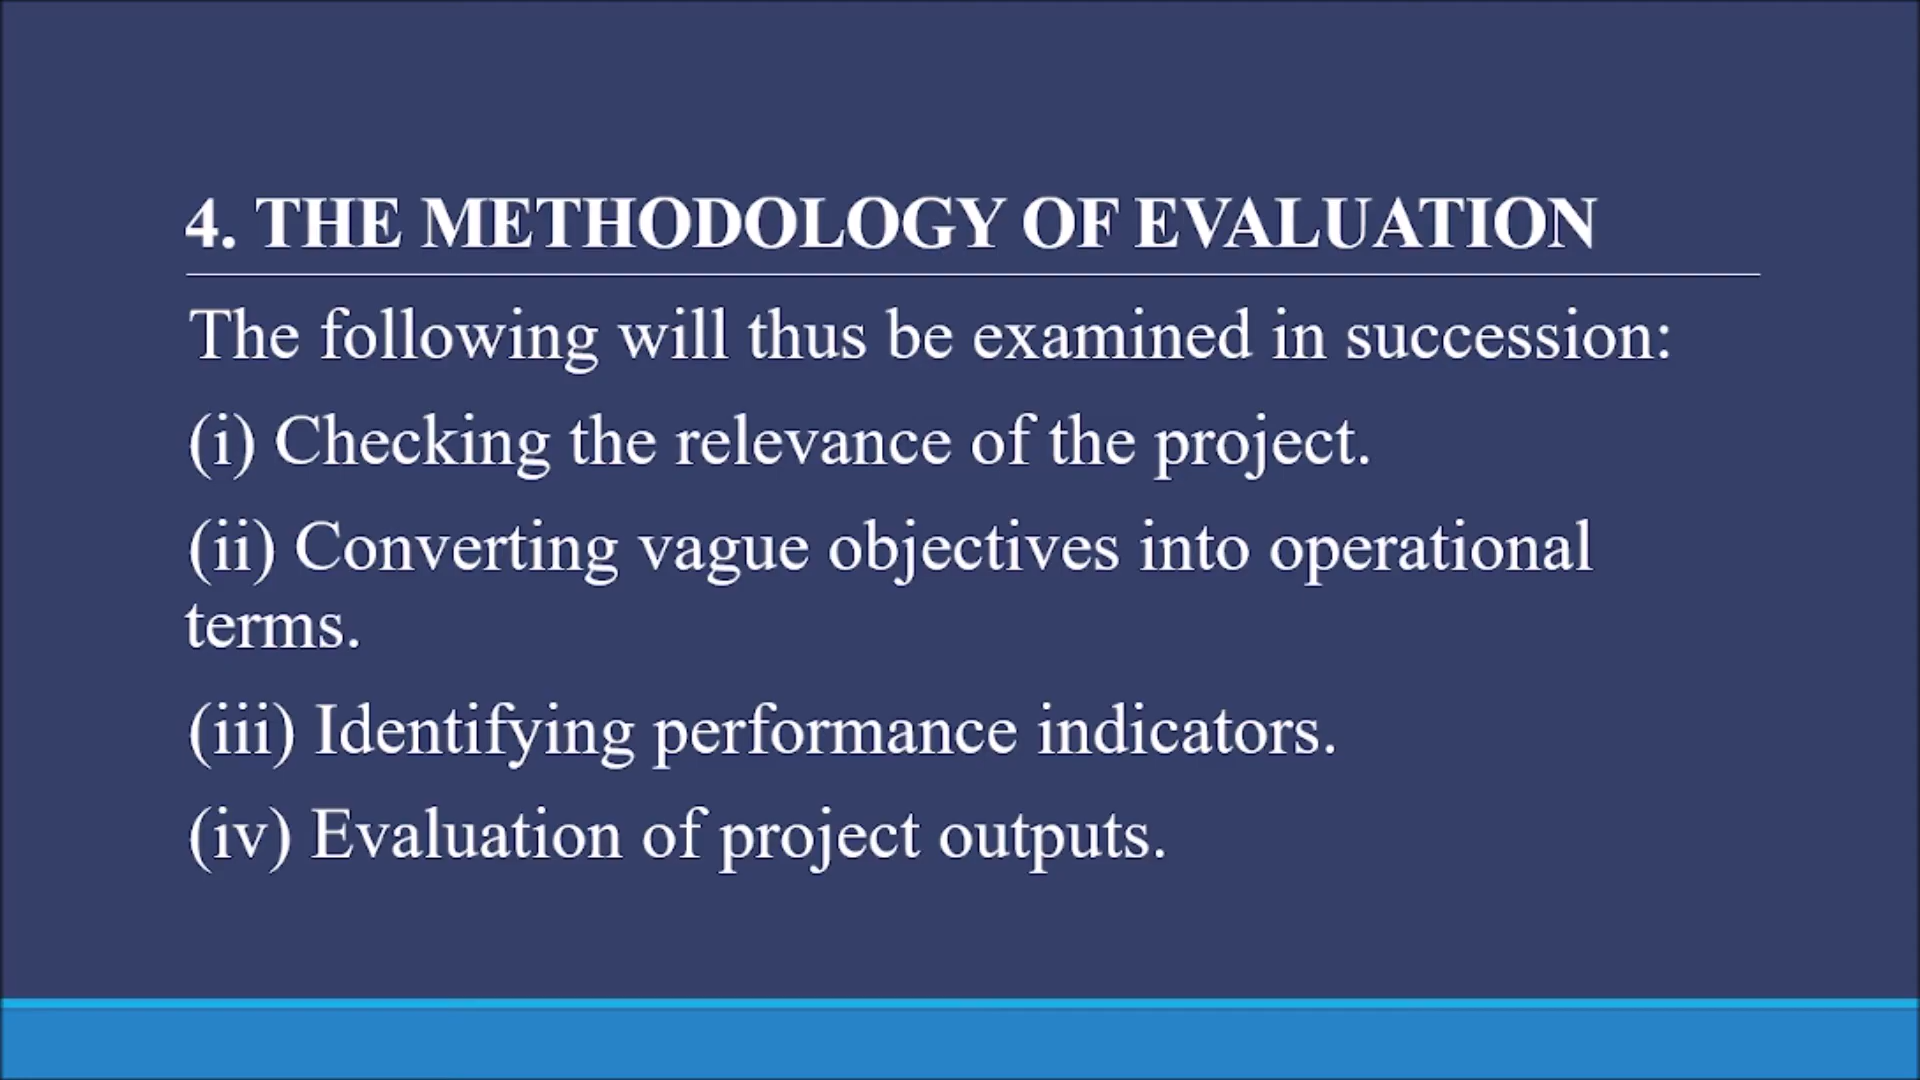 4. THE METHODOLOGY OF EVALUATION
The following will thus be examined in succession:
(i) Checking the relevance of the project.
(ii) Converting vague objectives into operational
terms.
(iii) Identifying performance indicators.
(iv) Evaluation of project outputs.